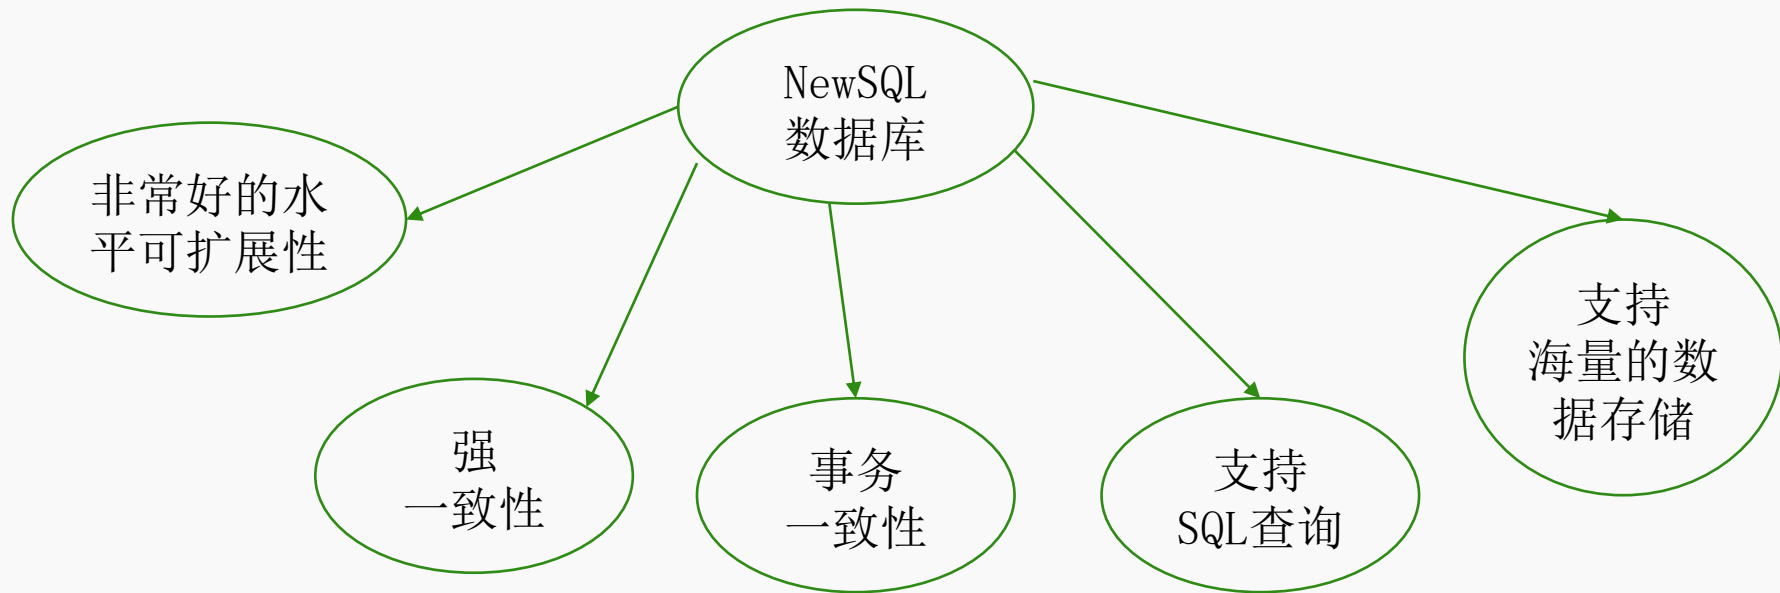 NewSQL
数据库
非常好的水
平可扩展性
强
一致性
事务
一致性
支持
SQL查询
支持
海量的数
据存储